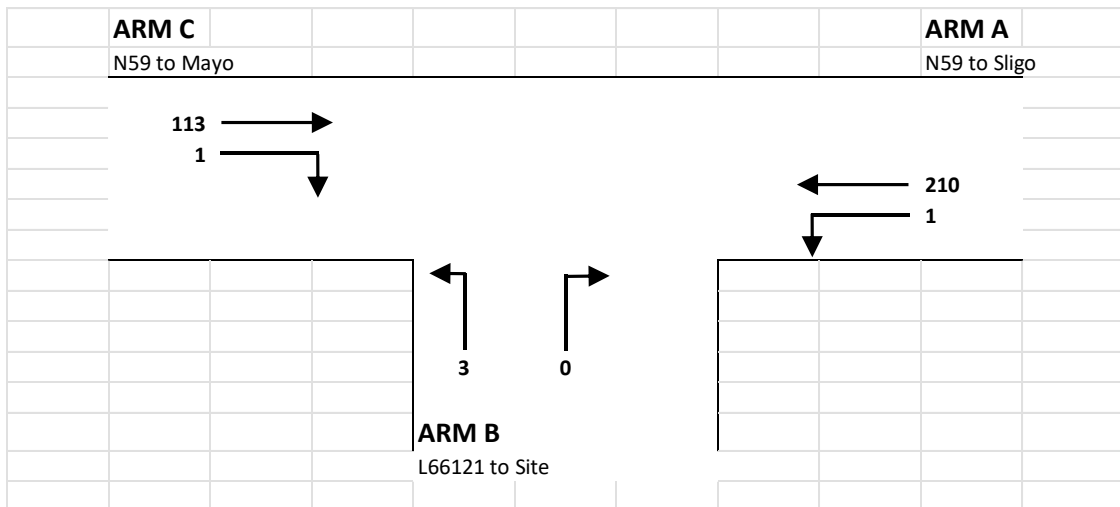 ARM C
ARM A
N59 to Mayo
N59 to Sligo
113
1
210
1
3
0
ARM B
L66121 to Site